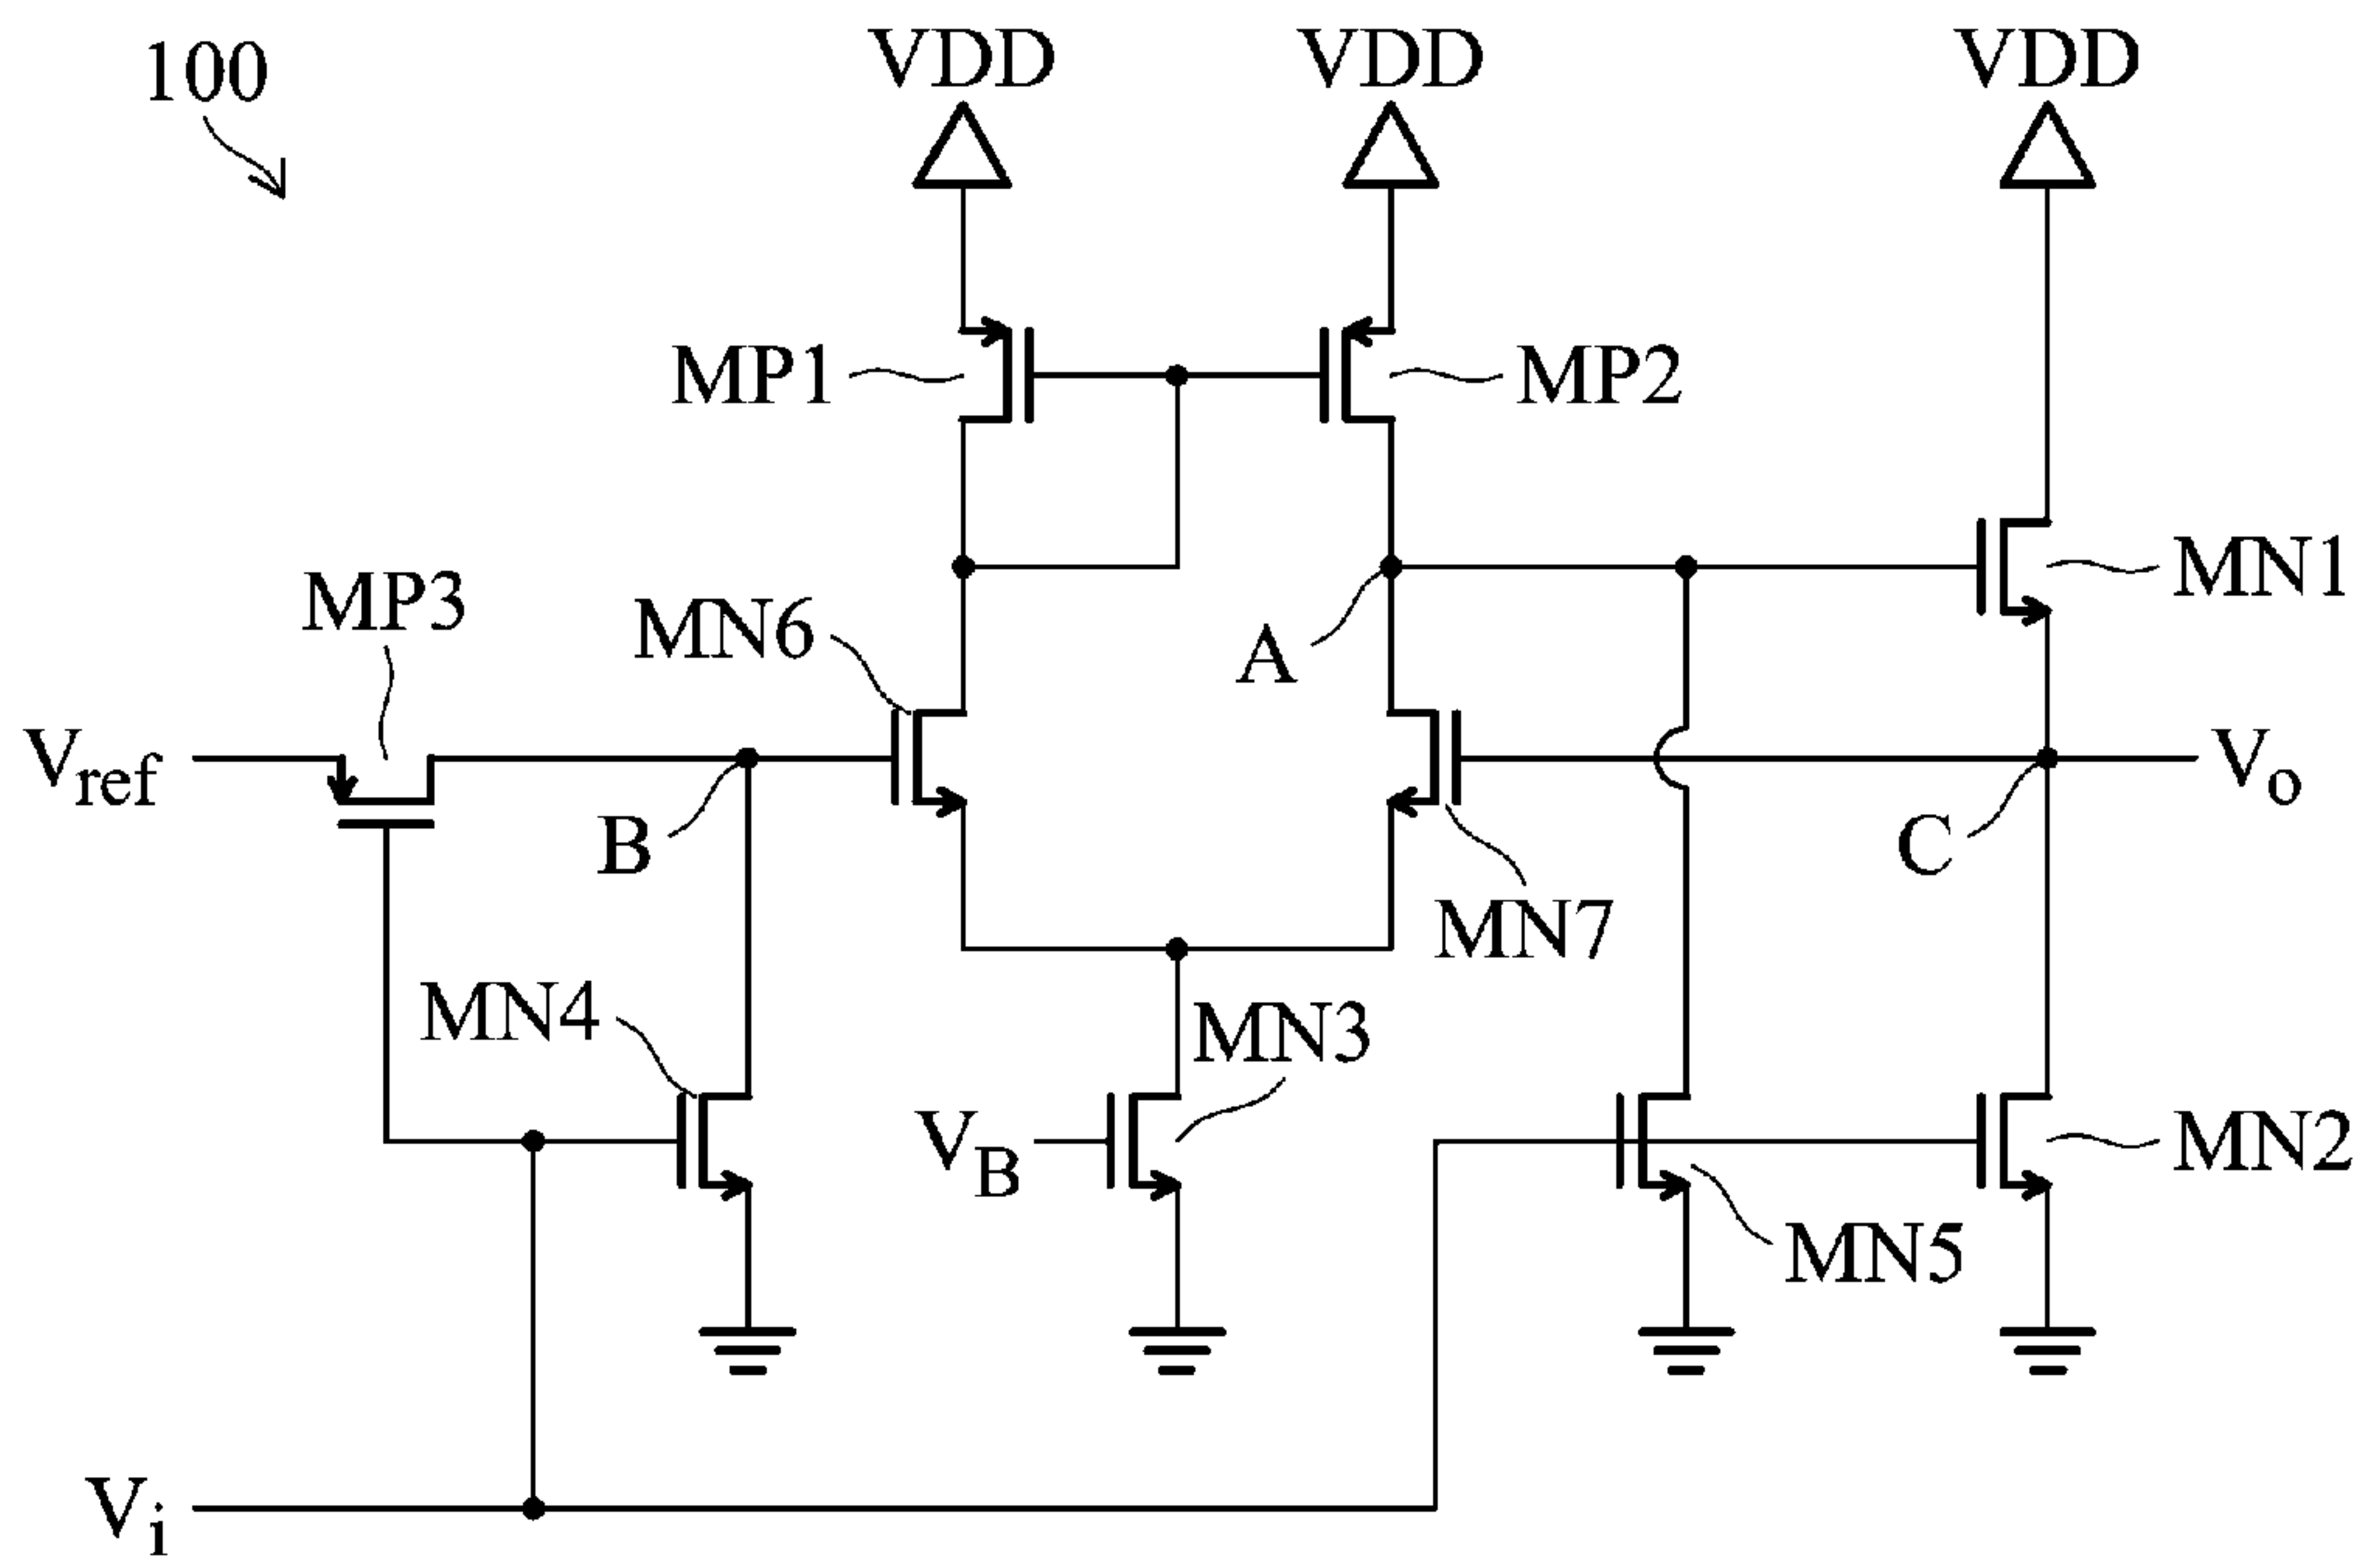 100
VDD VDD VDD
MP1 MP2
MN1
MP3
MN6
A
Vref
Vo
B
C
MN7
MN4
MN3
VB
MN2
MN5
Vi